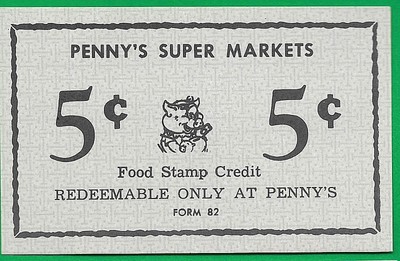 PENNY'S SUPER MARKETS
5¢ 5¢
Food Stamp Credit
REDEEMABLE ONLY AT PENNY'S
FORM 82